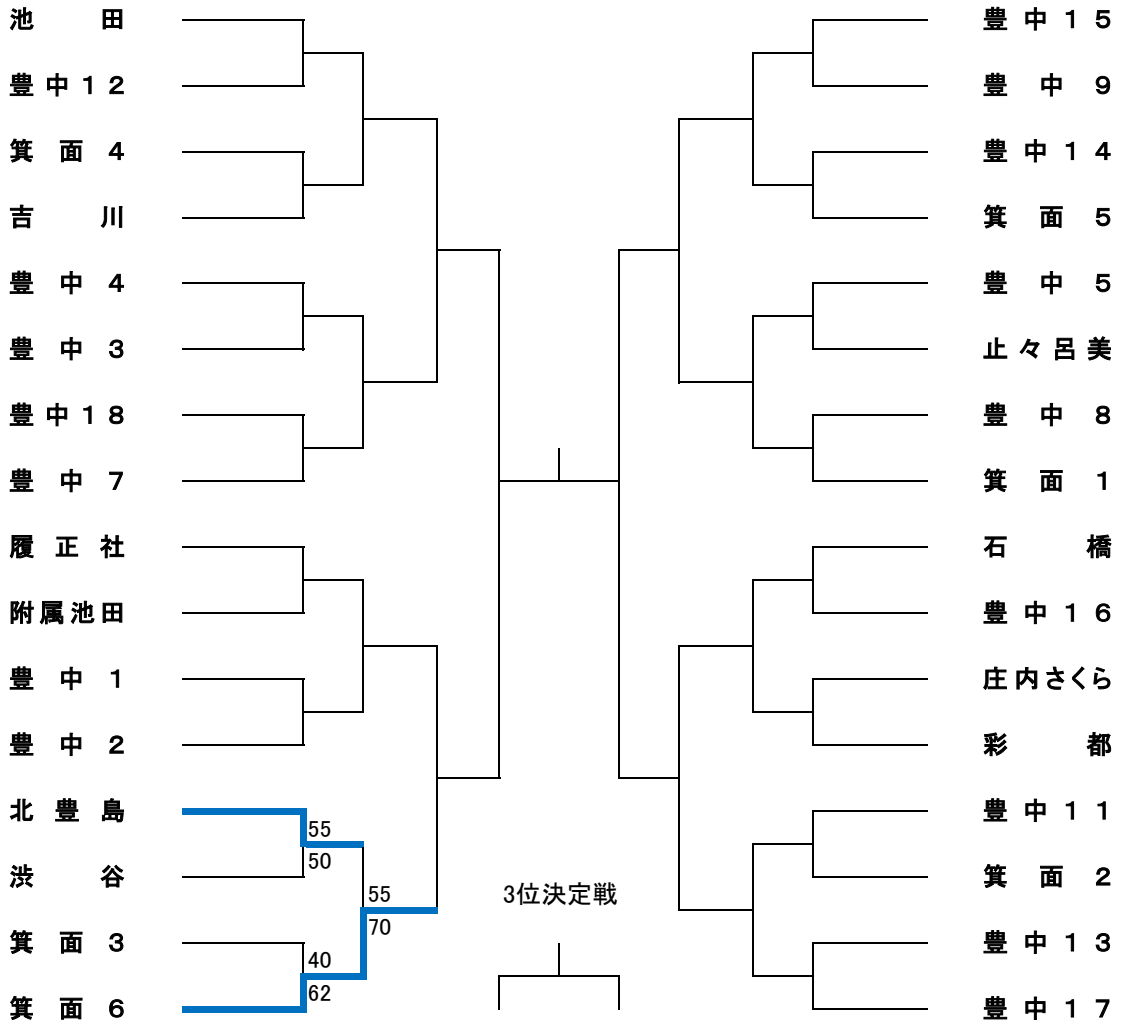 池田
豊中12
箕面4
吉川
豊中4
豊中3
豊中18
豊中7
履正社
附属池田
豊中1
豊中2
北豊島
渋谷
箕面3
箕面6
55
50
55
70
40
62
3位決定戦
豊中15
豊中9
豊中14
箕面5
豊中5
止々呂美
豊中8
箕面1
石橋
豊中16
庄内さくら
彩都
豊中11
箕面2
豊中13
豊中17